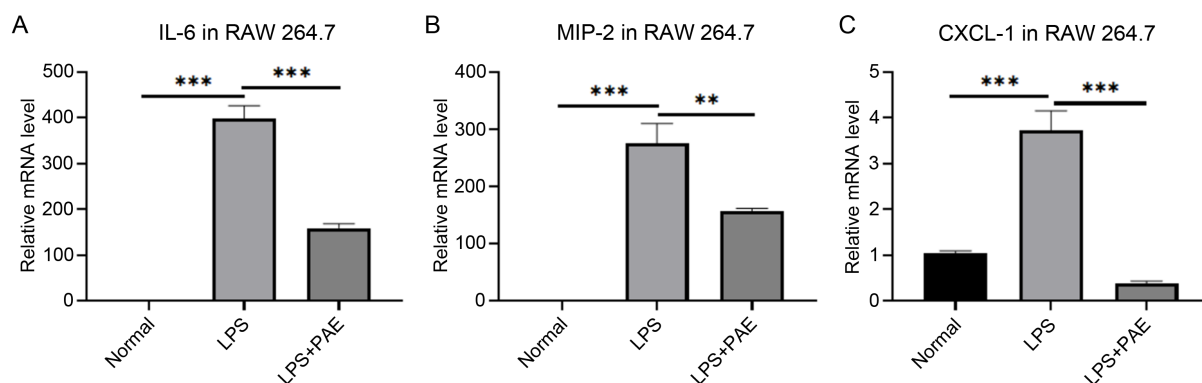 A
IL-6 in RAW 264.7
Relative mRNA level
500
400
300
200
100
0
***
***
Normal
LPS
LPS+PAE
B
MIP-2 in RAW 264.7
Relative mRNA level
400
300
200
100
0
***
**
Normal
LPS
LPS+PAE
C
CXCL-1 in RAW 264.7
Relative mRNA level
5
4
3
2
1
0
***
***
Normal
LPS
LPS+PAE